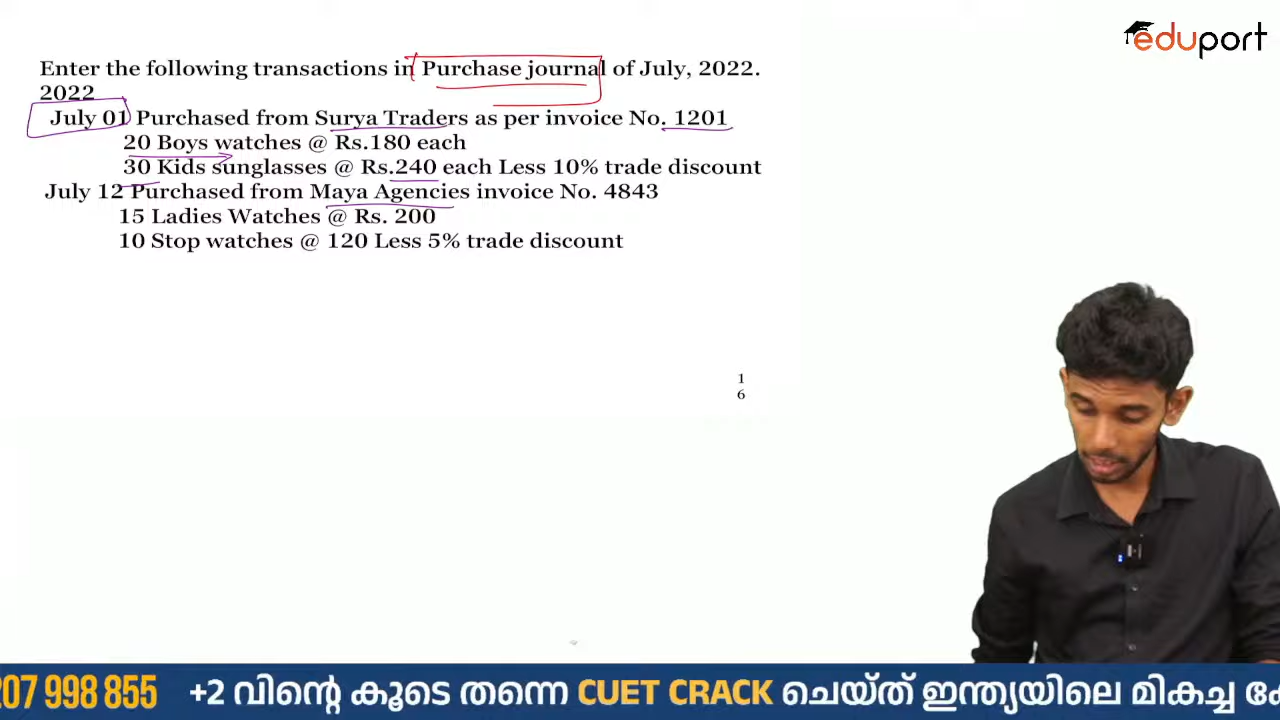 eduport
Enter the following transactions in Purchase journal of July, 2022.
2022
July 01 Purchased from Surya Traders as per invoice No. 1201
20 Boys watches @ Rs.180 each
30 Kids sunglasses @ Rs.240 each Less 10% trade discount
July 12 Purchased from Maya Agencies invoice No. 4843
15 Ladies Watches @ Rs. 200
10 Stop watches @ 120 Less 5% trade discount
1
6
207 998 855 +2 വിന്റെ കൂടെ തന്നെ CUET CRACK ചെയ്ത് ഇന്ത്യയിലെ മികച്ച